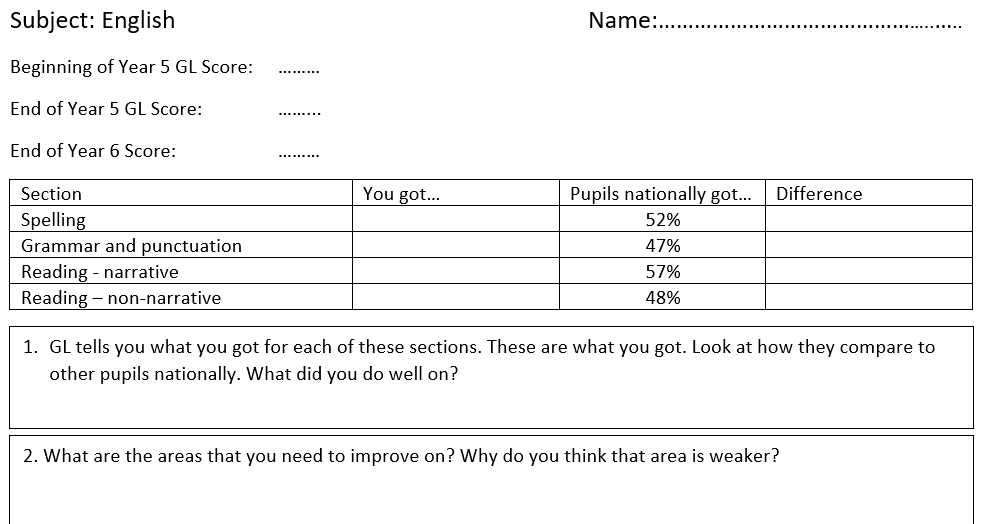 Subject: English Name:…………………………………….…..…..
Beginning of Year 5 GL Score: ………
End of Year 5 GL Score: ……...
End of Year 6 Score: ………
Section You got… Pupils nationally got… Difference
Spelling 52%
Grammar and punctuation 47%
Reading - narrative 57%
Reading – non-narrative 48%
1. GL tells you what you got for each of these sections. These are what you got. Look at how they compare to
other pupils nationally. What did you do well on?
2. What are the areas that you need to improve on? Why do you think that area is weaker?